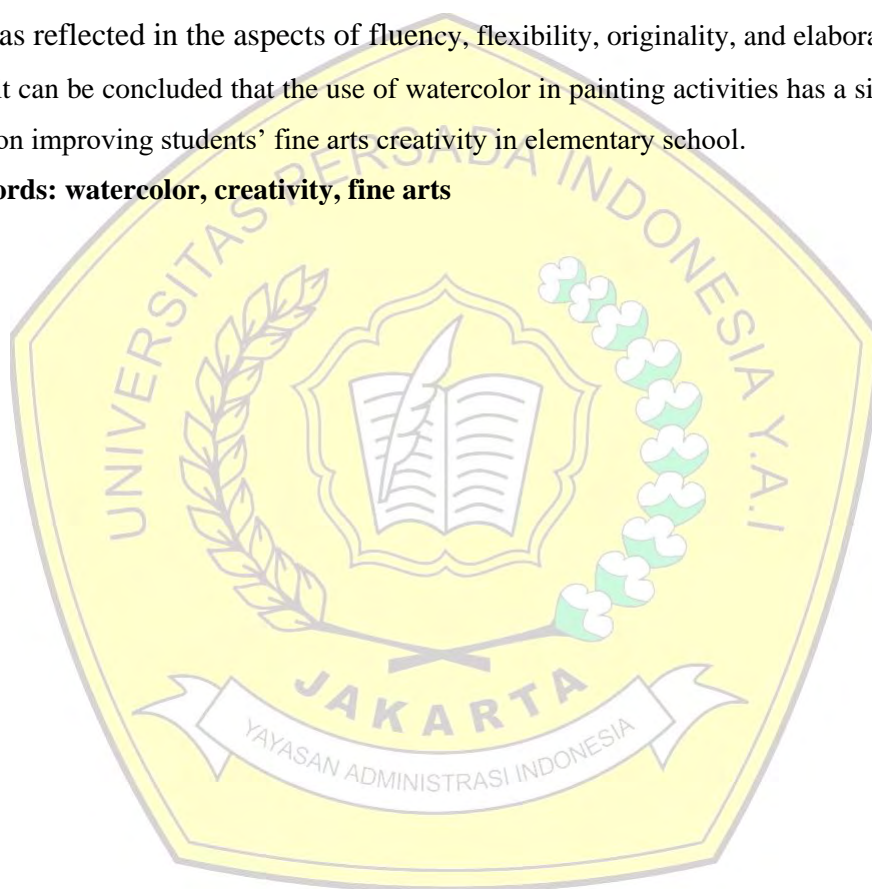 as reflected in the aspects of fluency, flexibility, originality, and elabora
t can be concluded that the use of watercolor in painting activities has a si
on improving students’ fine arts creativity in elementary school.
ords: watercolor, creativity, fine arts
UNIVERSITAS PERSADA INDONESIA Y.A.I
JAKARTA
YAYASAN ADMINISTRASI INDONESIA